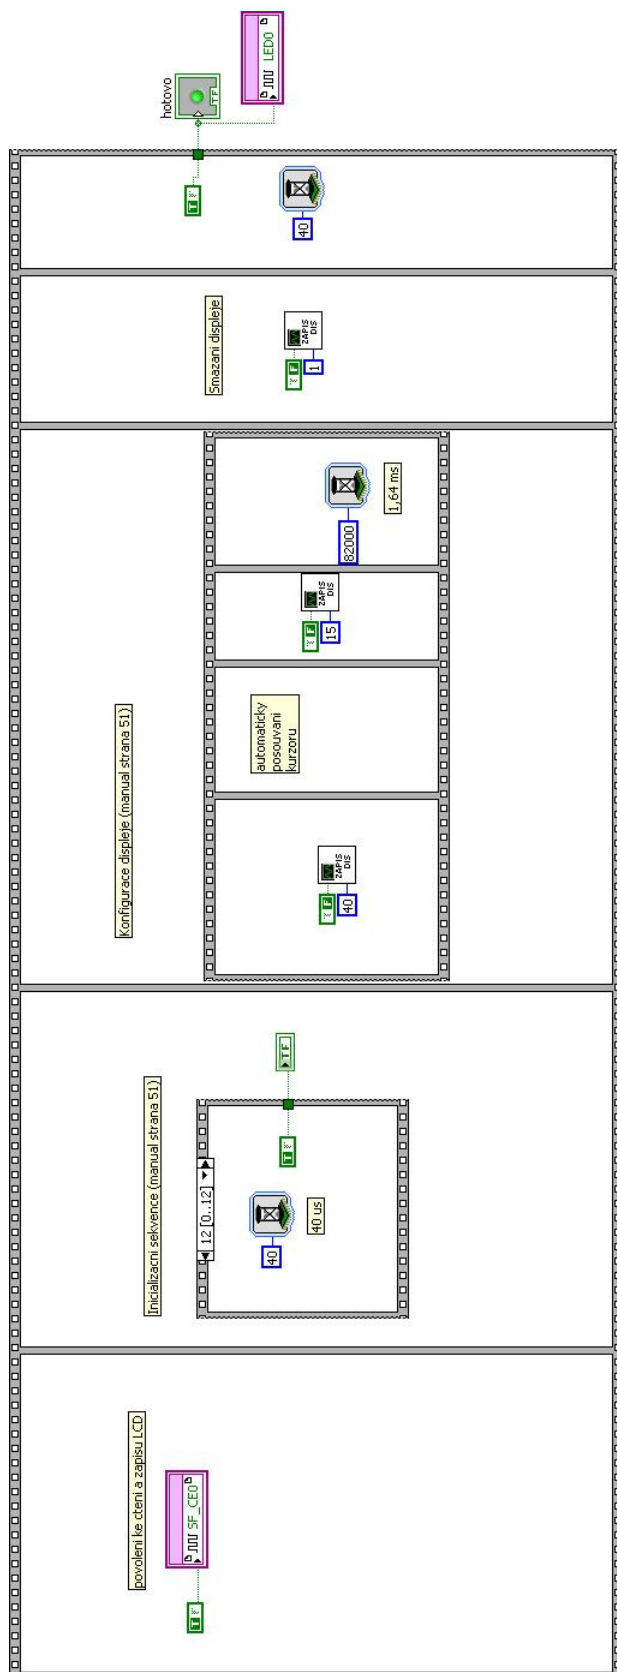 povoleni ke cteni a zapisu LCD
SF_CE0
T F
Inicializacni sekvence (manual strana 51)
12 [0..12]
40
40 us
T F
TF
Konfigurace displeje (manual strana 51)
ZAPIS
DIS
T F
40
automaticky
posouvani
kurzoru
ZAPIS
DIS
T F
15
82000
1,64 ms
Smazani displeje
ZAPIS
DIS
T F
1
T F
40
hotovo
TF
LED0